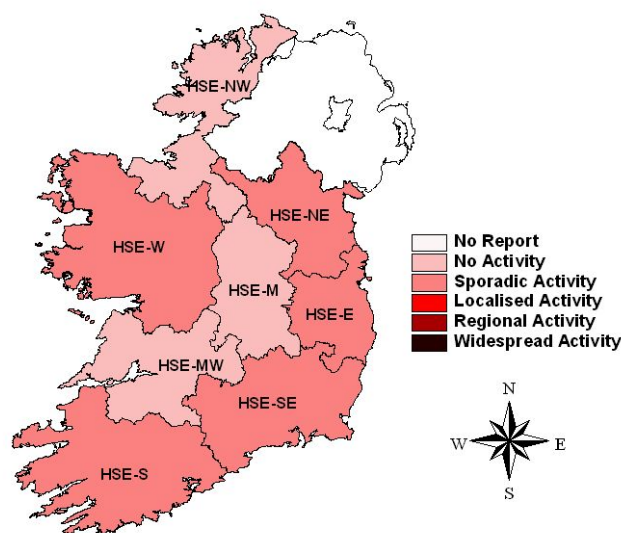 HSE-NW
HSE-NE
HSE-W
HSE-M
HSE-E
HSE-MW
HSE-SE
HSE-S
No Report
No Activity
Sporadic Activity
Localised Activity
Regional Activity
Widespread Activity
N
W E
S